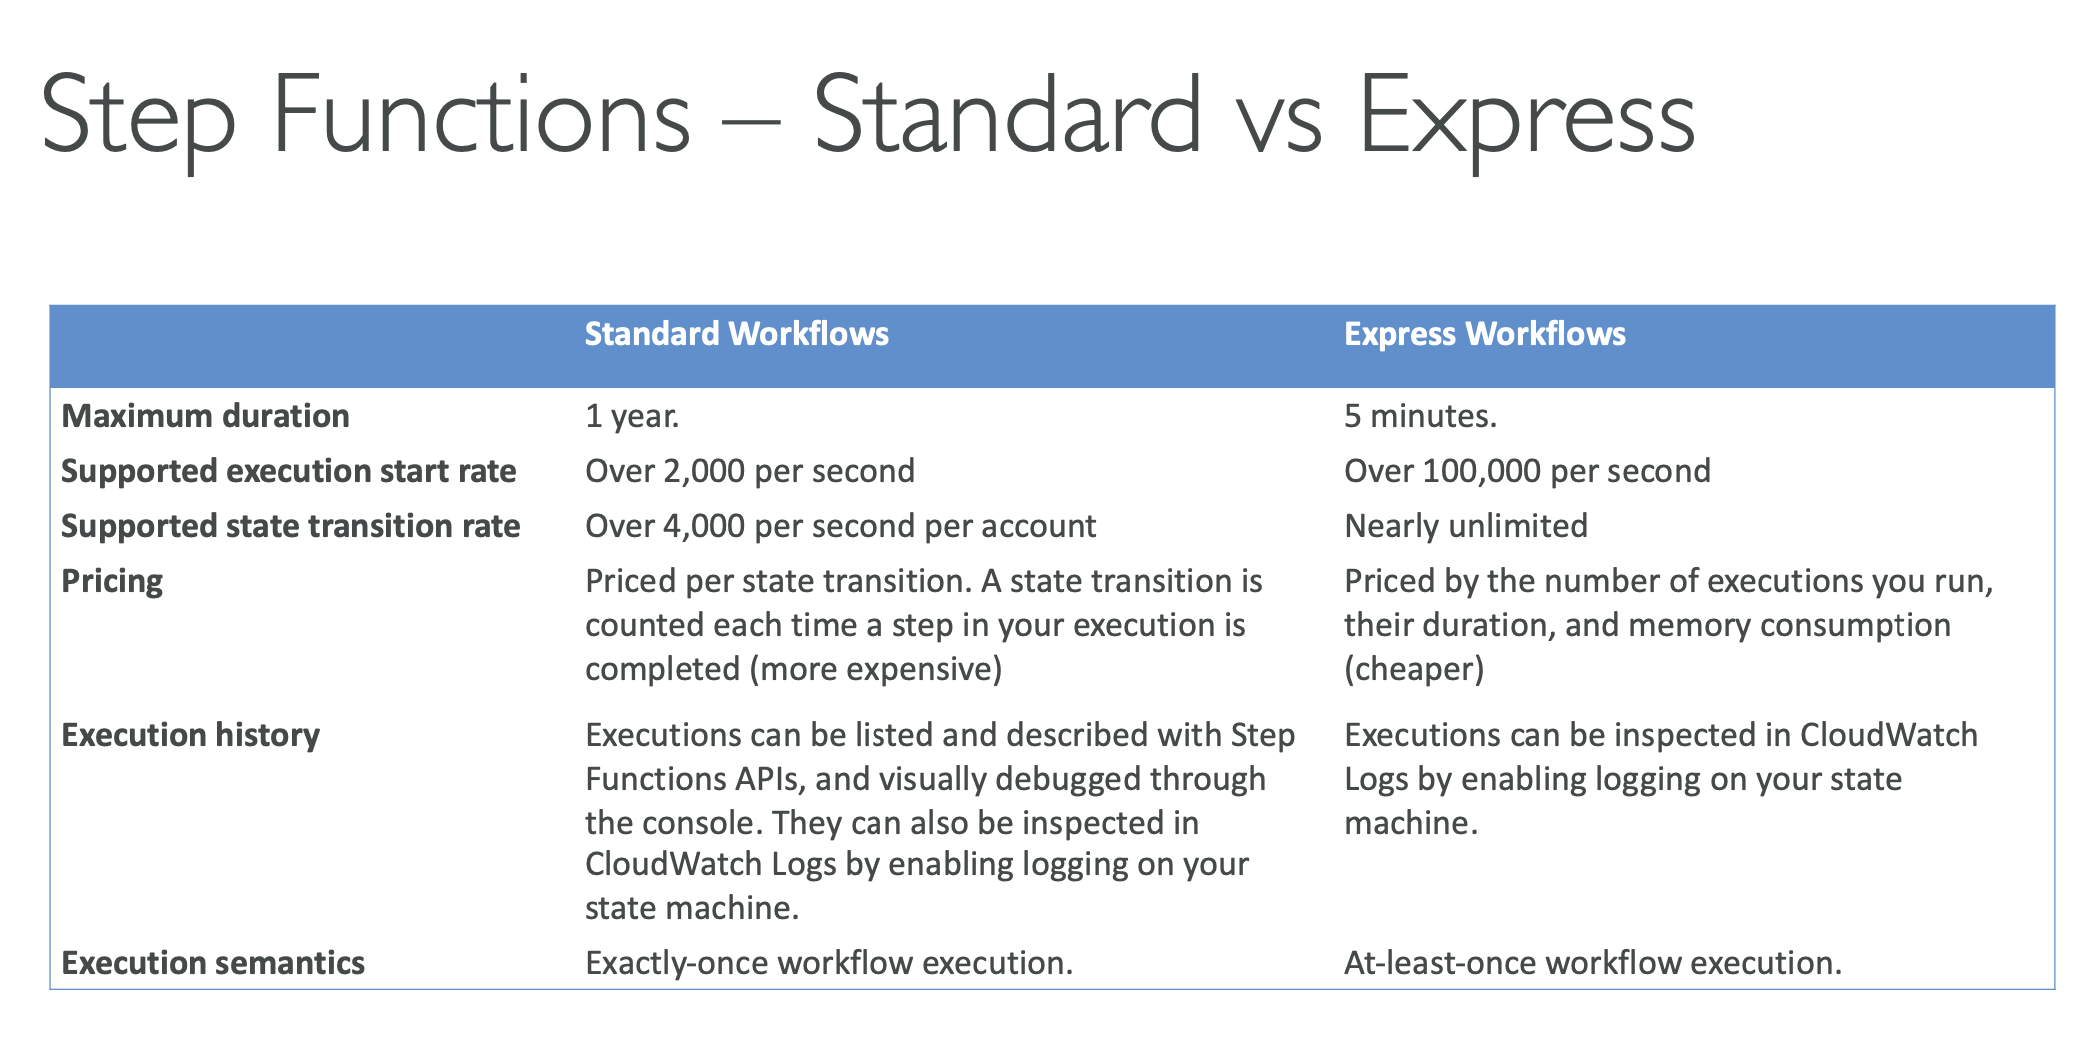 Step Functions – Standard vs Express
Standard Workflows
Express Workflows
Maximum duration
1 year.
5 minutes.
Supported execution start rate
Over 2,000 per second
Over 100,000 per second
Supported state transition rate
Over 4,000 per second per account
Nearly unlimited
Pricing
Priced per state transition. A state transition is
counted each time a step in your execution is
completed (more expensive)
Priced by the number of executions you run,
their duration, and memory consumption
(cheaper)
Execution history
Executions can be listed and described with Step
Functions APIs, and visually debugged through
the console. They can also be inspected in
CloudWatch Logs by enabling logging on your
state machine.
Executions can be inspected in CloudWatch
Logs by enabling logging on your state
machine.
Execution semantics
Exactly-once workflow execution.
At-least-once workflow execution.